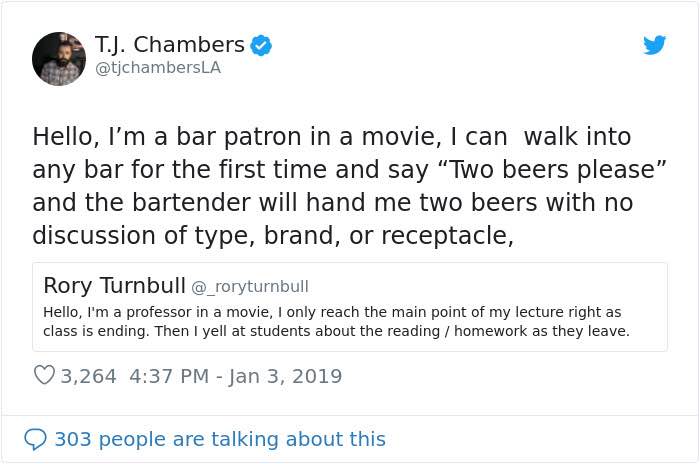 T.J. Chambers
@tjchambersLA
Hello, I’m a bar patron in a movie, I can  walk into
any bar for the first time and say “Two beers please”
and the bartender will hand me two beers with no
discussion of type, brand, or receptacle,
Rory Turnbull @_roryturnbull
Hello, I'm a professor in a movie, I only reach the main point of my lecture right as
class is ending. Then I yell at students about the reading / homework as they leave.
3,264  4:37 PM - Jan 3, 2019
303 people are talking about this